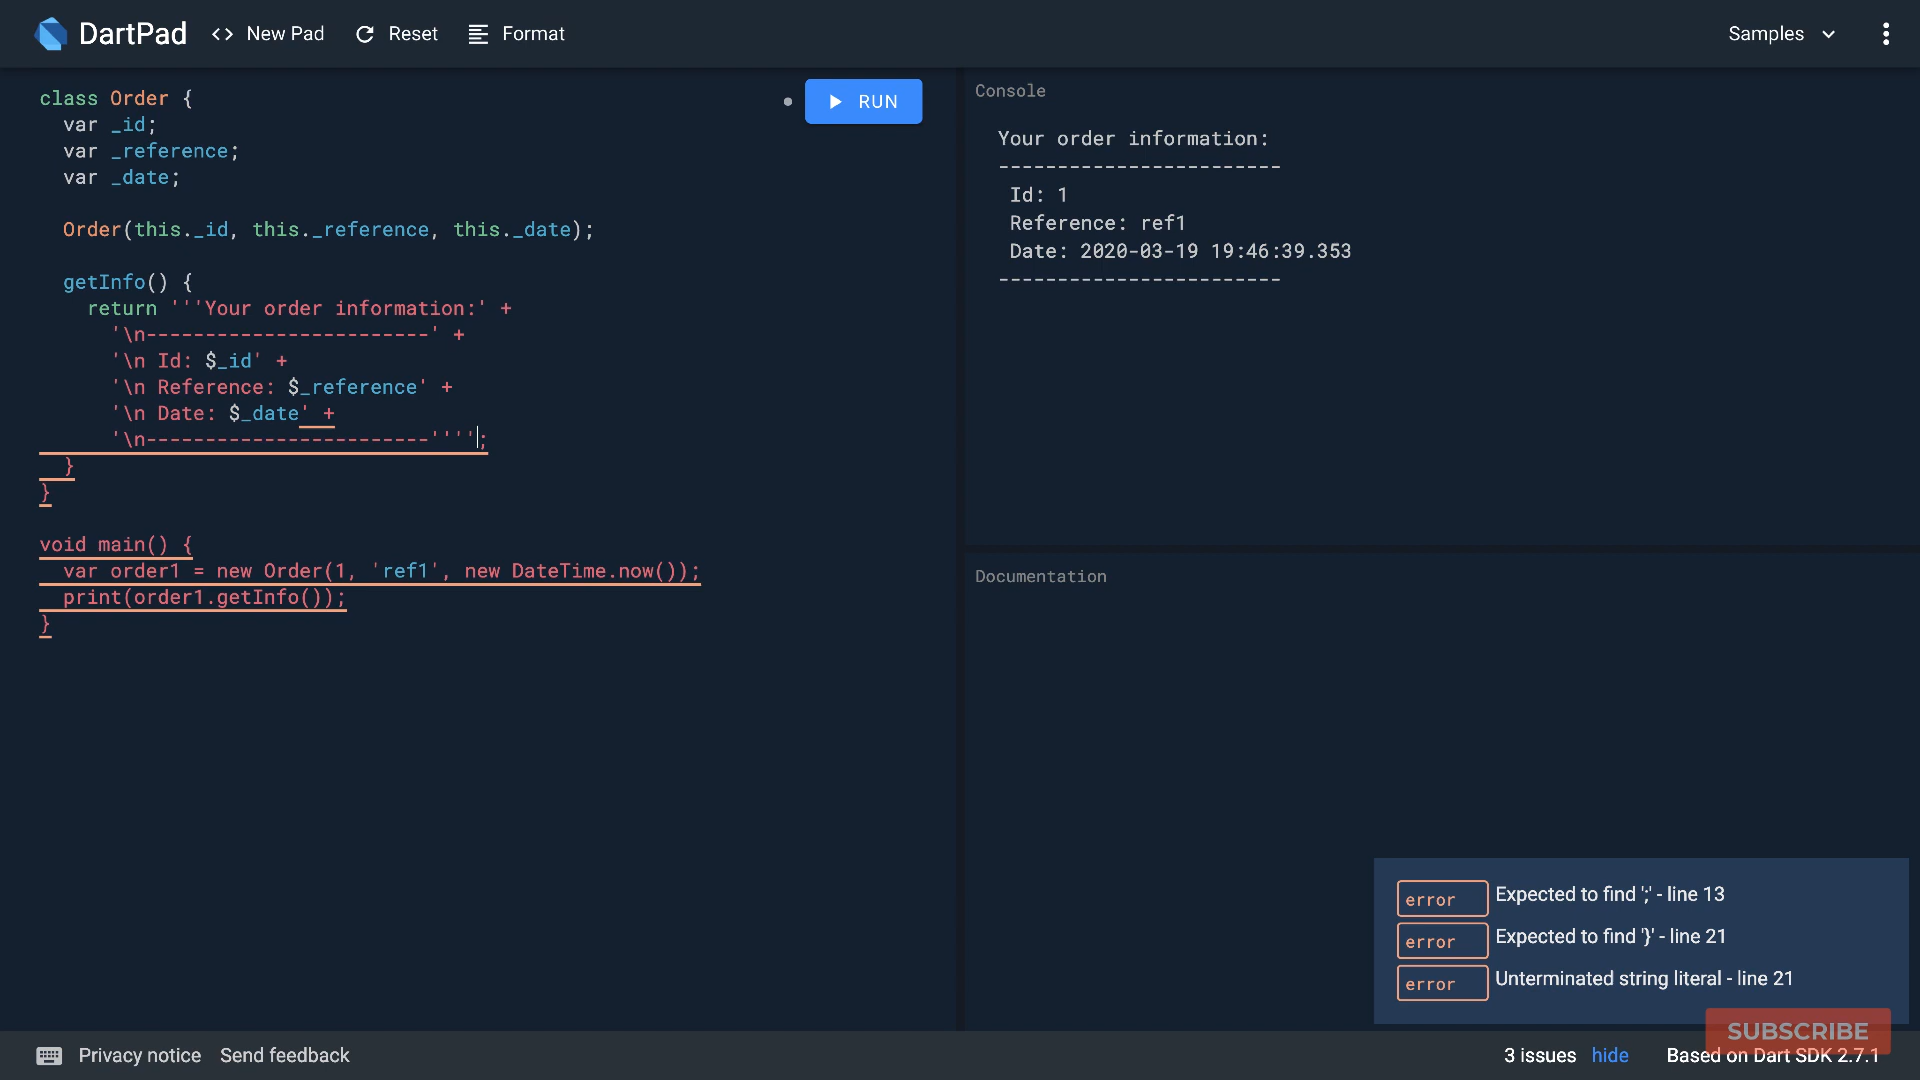 DartPad
<> New Pad
Reset
Format
Samples
class Order {
var _id;
var _reference;
var _date;
Order(this._id, this._reference, this._date);
getInfo() {
return '''Your order information:' +
'\n------------------------' +
'\n Id: $_id' +
'\n Reference: $_reference' +
'\n Date: $_date' +
'\n------------------------'''';
}
}
void main() {
var order1 = new Order(1, 'ref1', new DateTime.now());
print(order1.getInfo());
}
RUN
Console
Your order information:
------------------------
Id: 1
Reference: ref1
Date: 2020-03-19 19:46:39.353
------------------------
Documentation
error Expected to find ';' - line 13
error Expected to find '}' - line 21
error Unterminated string literal - line 21
SUBSCRIBE
Privacy notice Send feedback
3 issues hide Based on Dart SDK 2.7.1